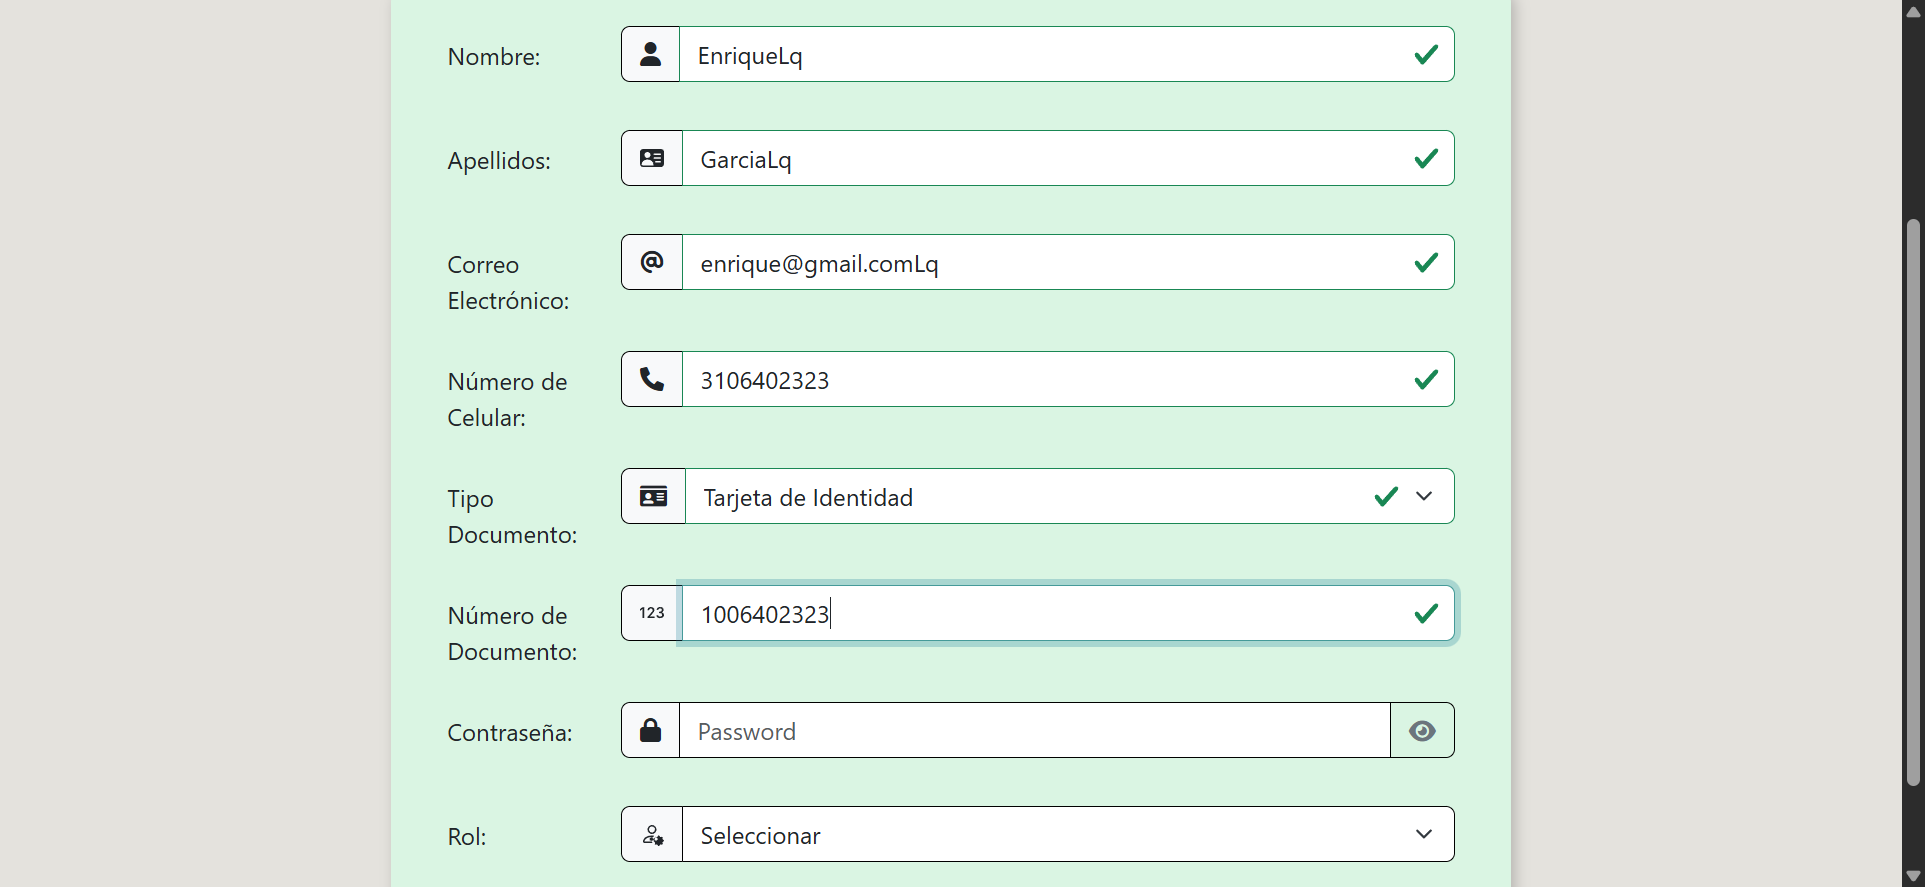 Nombre:
EnriqueLq
Apellidos:
GarciaLq
Correo
Electrónico:
enrique@gmail.comLq
Número de
Celular:
3106402323
Tipo
Documento:
Tarjeta de Identidad
Número de
Documento:
123
1006402323
Contraseña:
Password
Rol:
Seleccionar